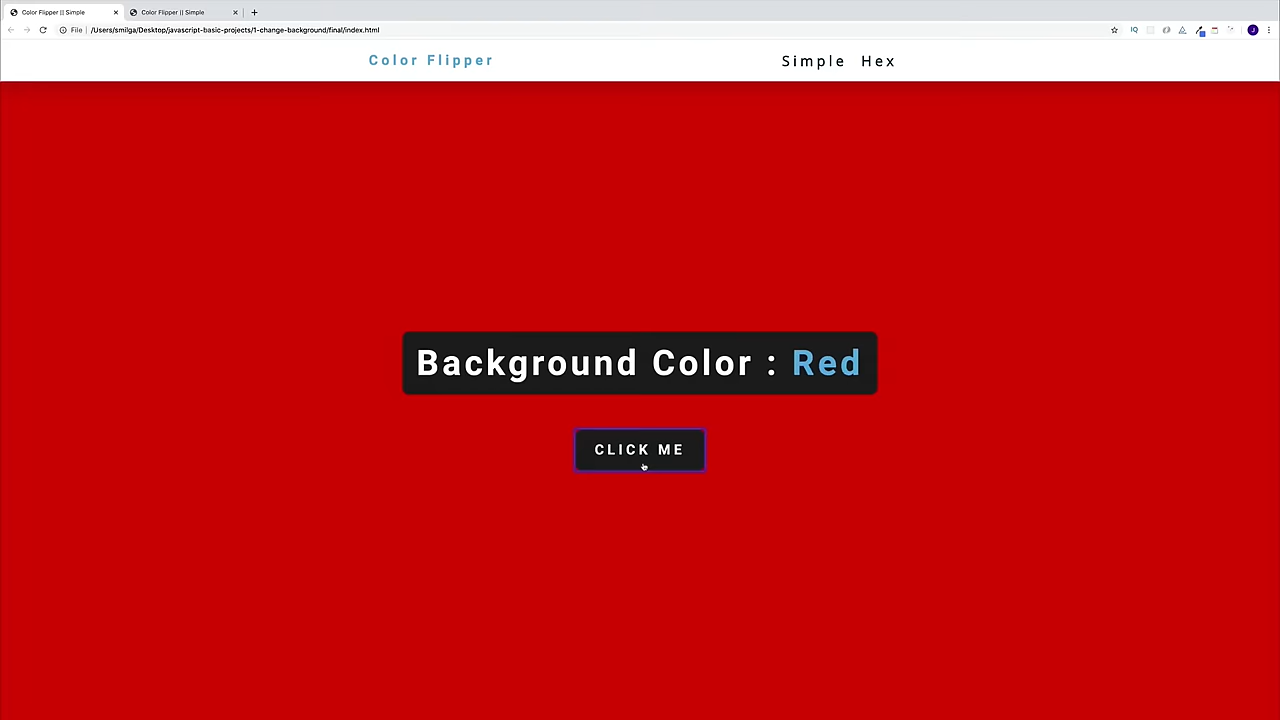 Color Flipper || Simple
Color Flipper || Simple
File /Users/smilga/Desktop/javascript-basic-projects/1-change-background/final/index.html
IQ
J
Color Flipper
Simple Hex
Background Color : Red
CLICK ME